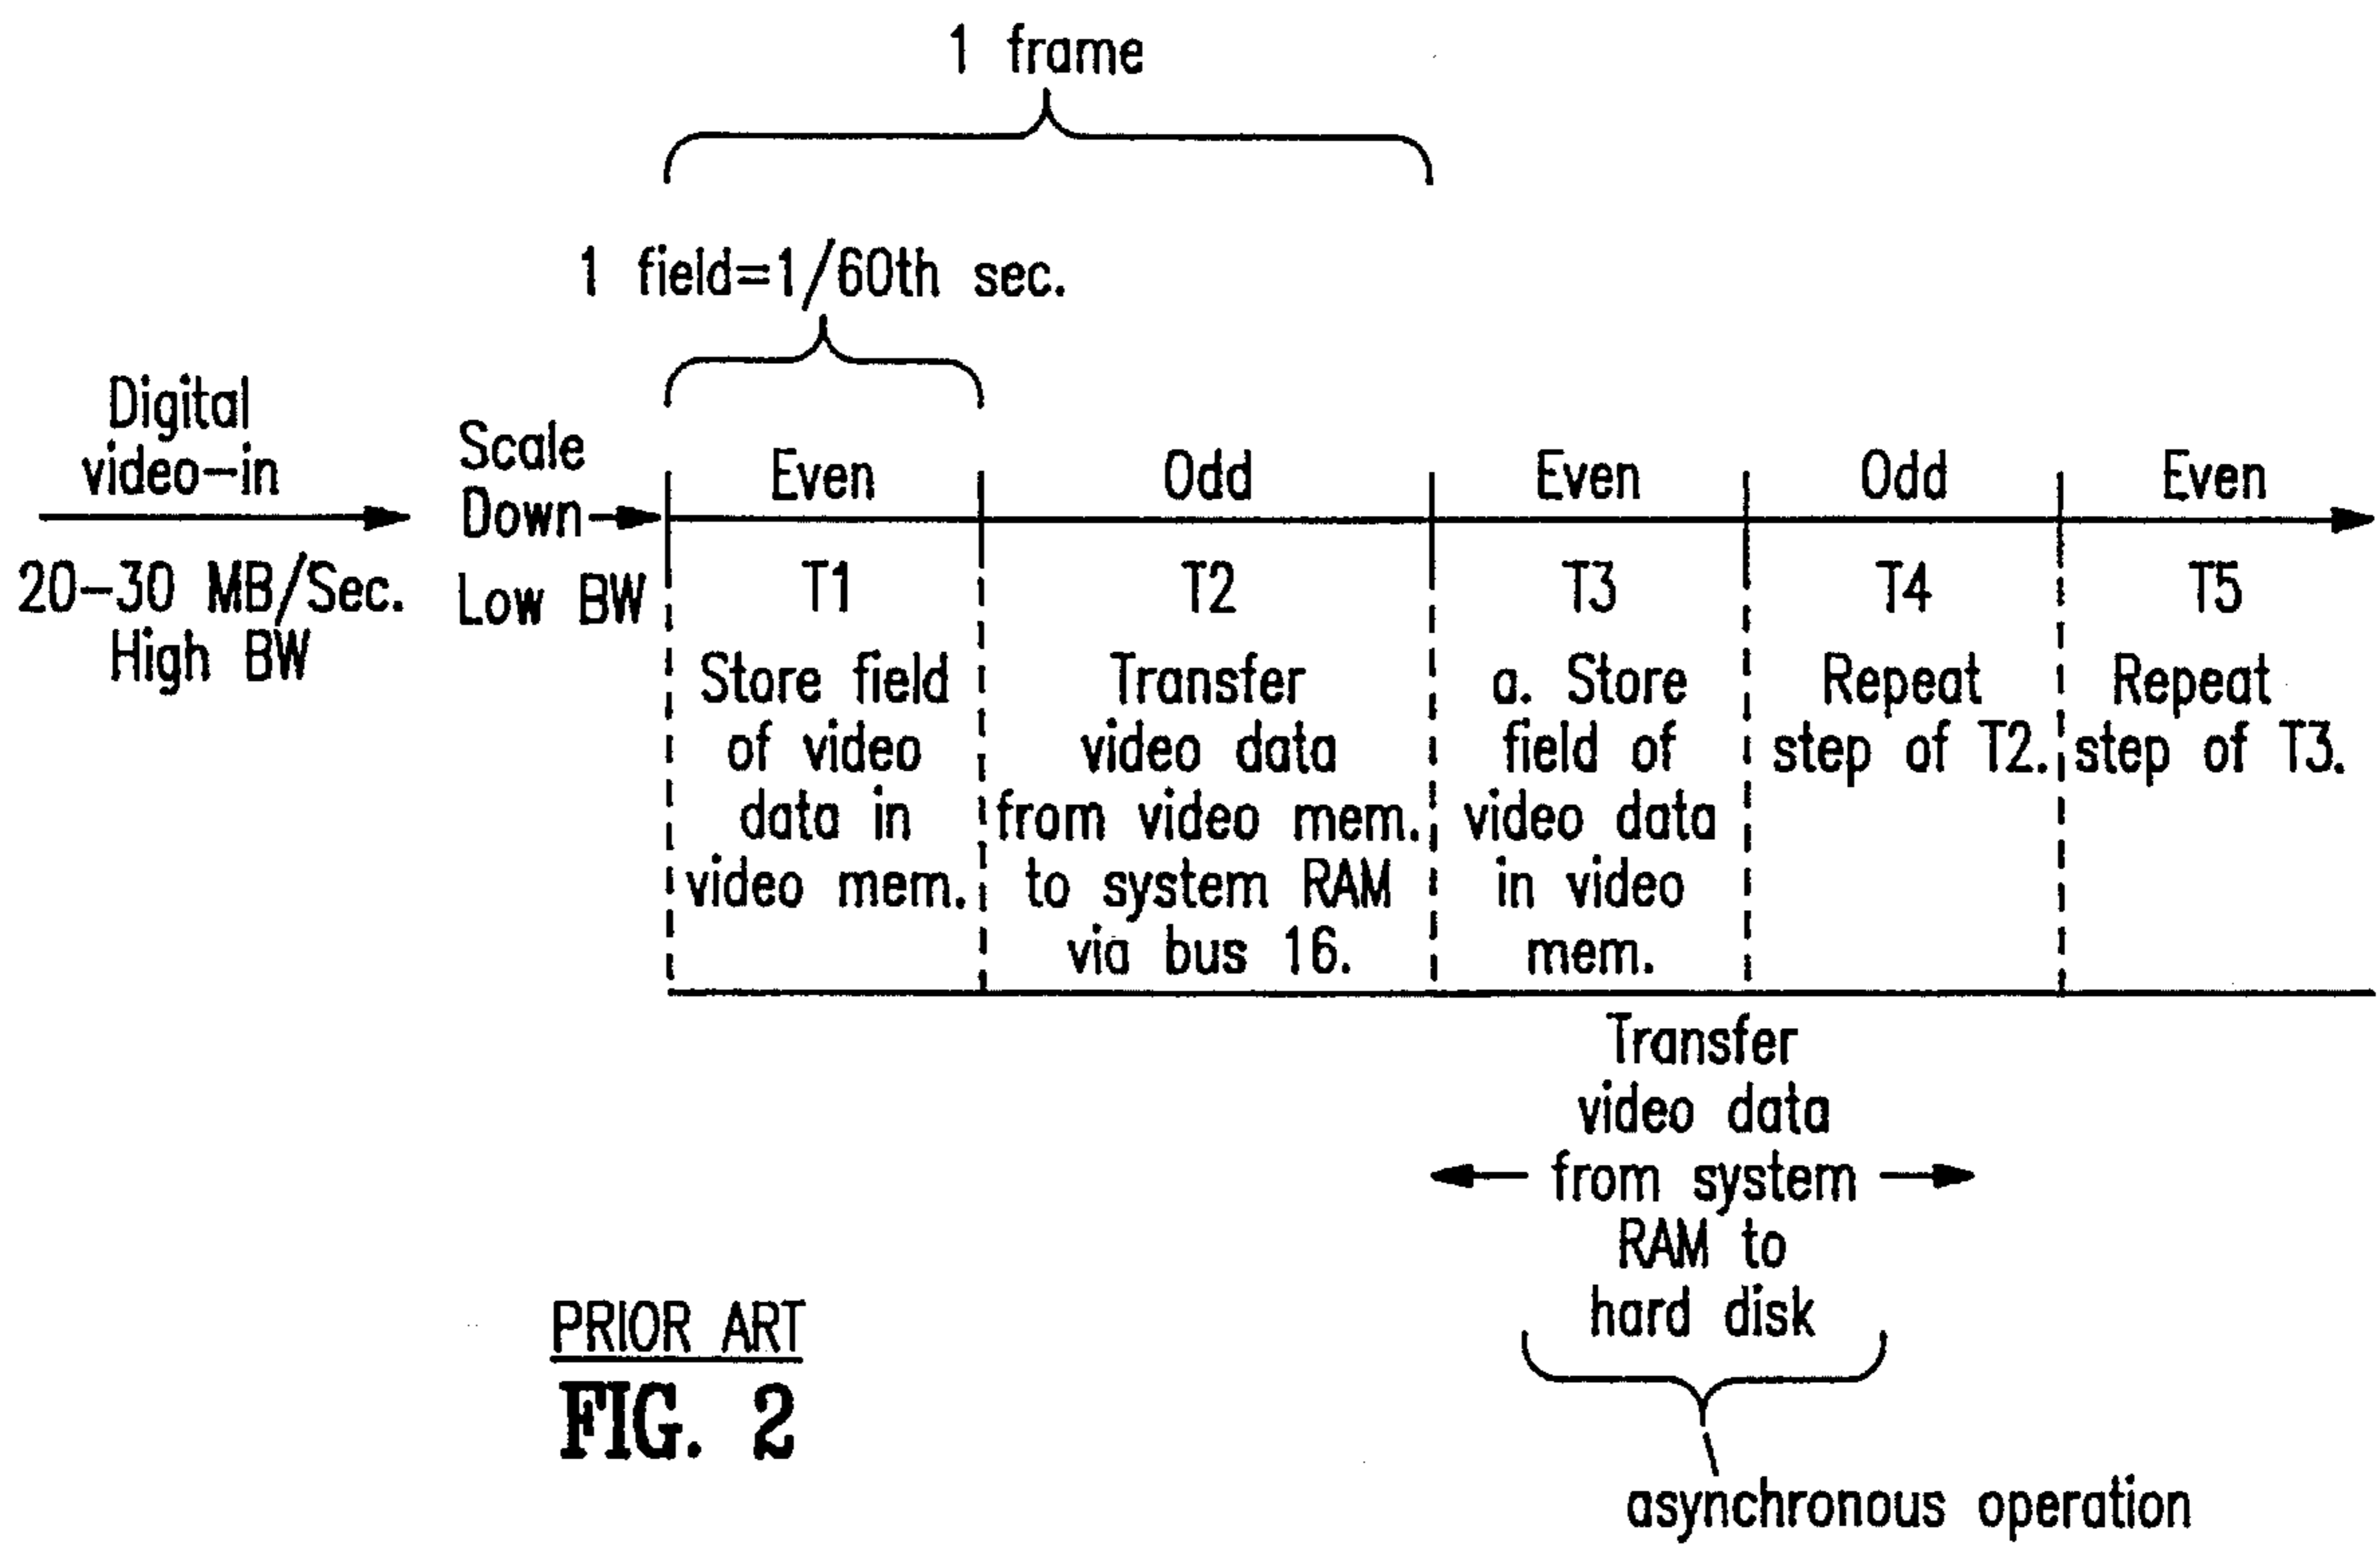 1 frame
1 field=1/60th sec.
Digital
video-in
20-30 MB/Sec.
High BW
Scale
Down
Low BW
Even
T1
Store field
of video
data in
video mem.
Odd
T2
Transfer
video data
from video mem.
to system RAM
via bus 16.
Even
T3
a. Store
field of
video data
in video
mem.
Odd
T4
Repeat
step of T2.
Even
T5
Repeat
step of T3.
Transfer
video data
from system
RAM to
hard disk
asynchronous operation
PRIOR ART
FIG. 2